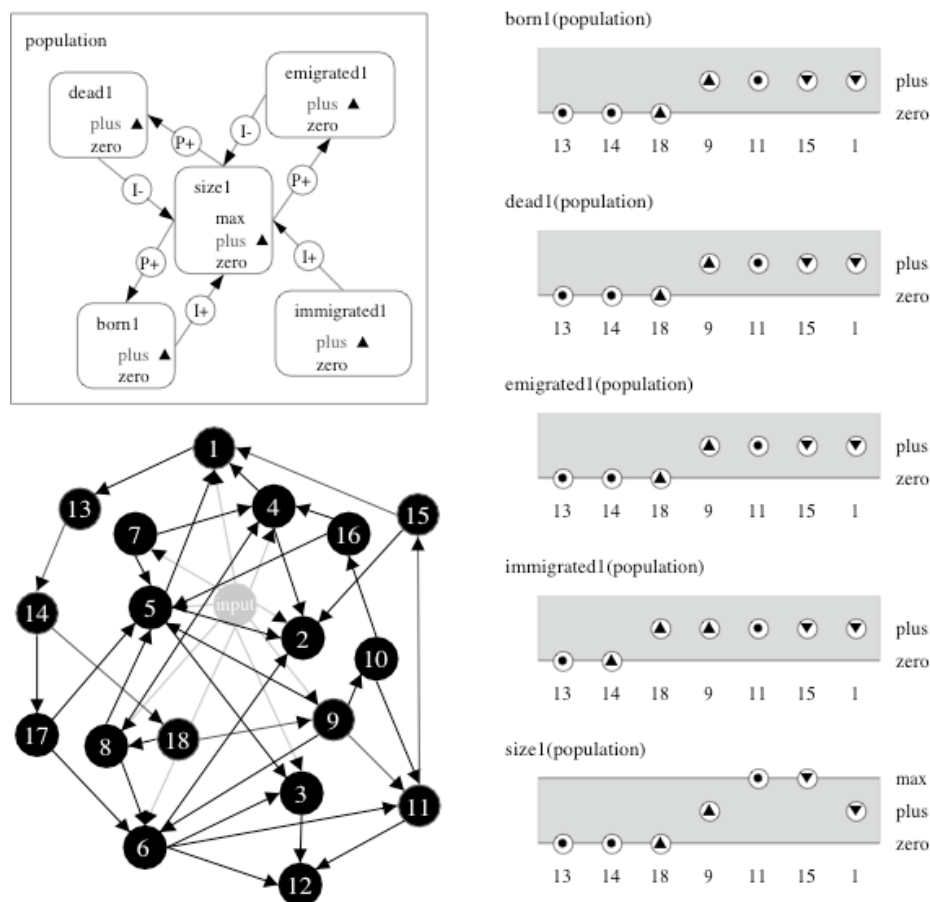 population
dead1
plus
zero
emigrated1
plus
zero
P+
I-
I-
P+
size1
max
plus
zero
P+
I+
I+
born1
plus
zero
immigrated1
plus
1
13
7
4
16
15
14
5
input
2
10
17
8
18
9
3
11
6
12
born1(population)
plus
zero
13 14 18 9 11 15 1
dead1(population)
plus
zero
13 14 18 9 11 15 1
emigrated1(population)
plus
zero
13 14 18 9 11 15 1
immigrated1(population)
plus
zero
13 14 18 9 11 15 1
size1(population)
max
plus
zero
13 14 18 9 11 15 1